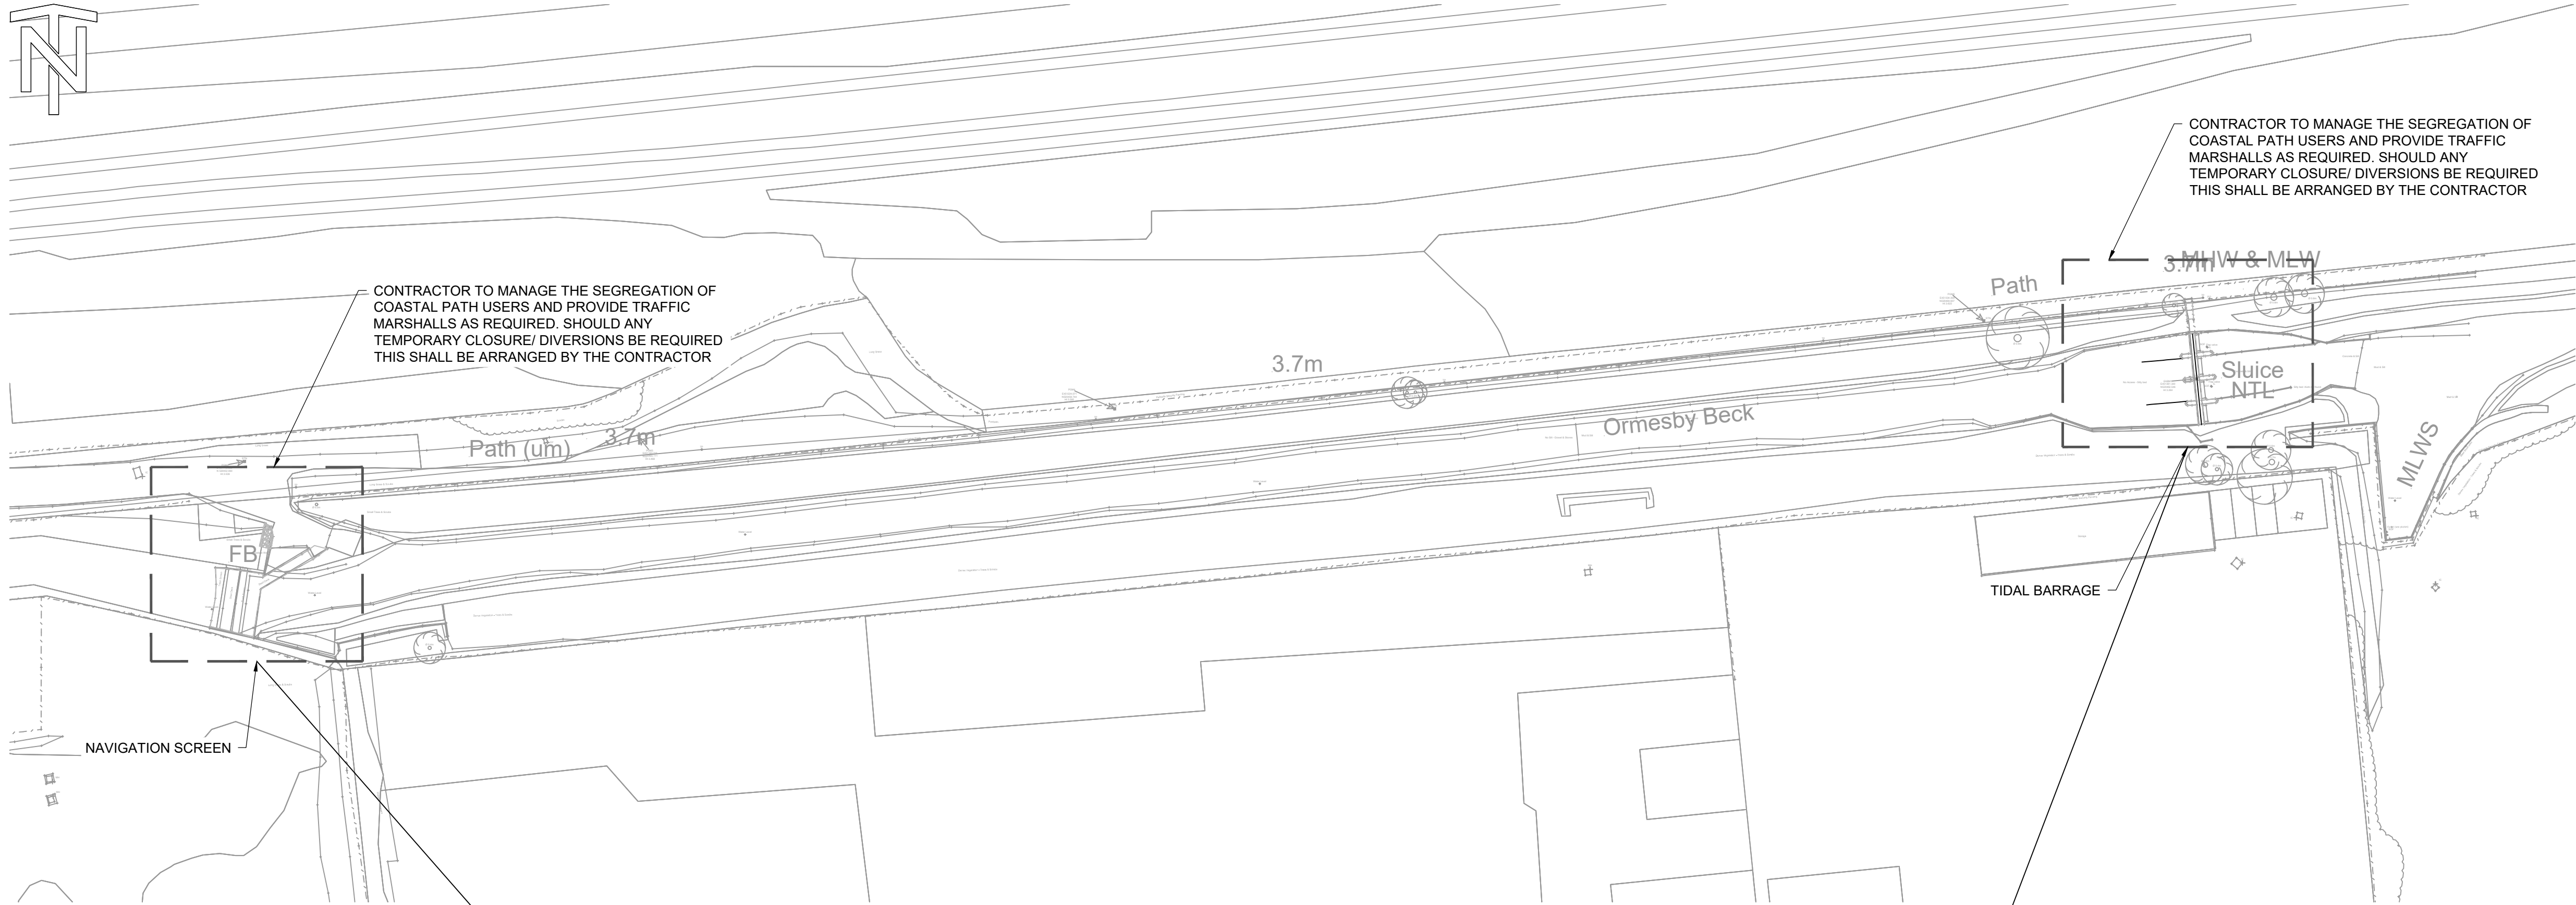 N
CONTRACTOR TO MANAGE THE SEGREGATION OF
COASTAL PATH USERS AND PROVIDE TRAFFIC
MARSHALLS AS REQUIRED. SHOULD ANY
TEMPORARY CLOSURE/ DIVERSIONS BE REQUIRED
THIS SHALL BE ARRANGED BY THE CONTRACTOR
MHW & MLW
3.7m
Path
CONTRACTOR TO MANAGE THE SEGREGATION OF
COASTAL PATH USERS AND PROVIDE TRAFFIC
MARSHALLS AS REQUIRED. SHOULD ANY
TEMPORARY CLOSURE/ DIVERSIONS BE REQUIRED
THIS SHALL BE ARRANGED BY THE CONTRACTOR
3.7m
Sluice
NTL
Ormesby Beck
3.7m
Path (um)
MLWS
FB
TIDAL BARRAGE
NAVIGATION SCREEN